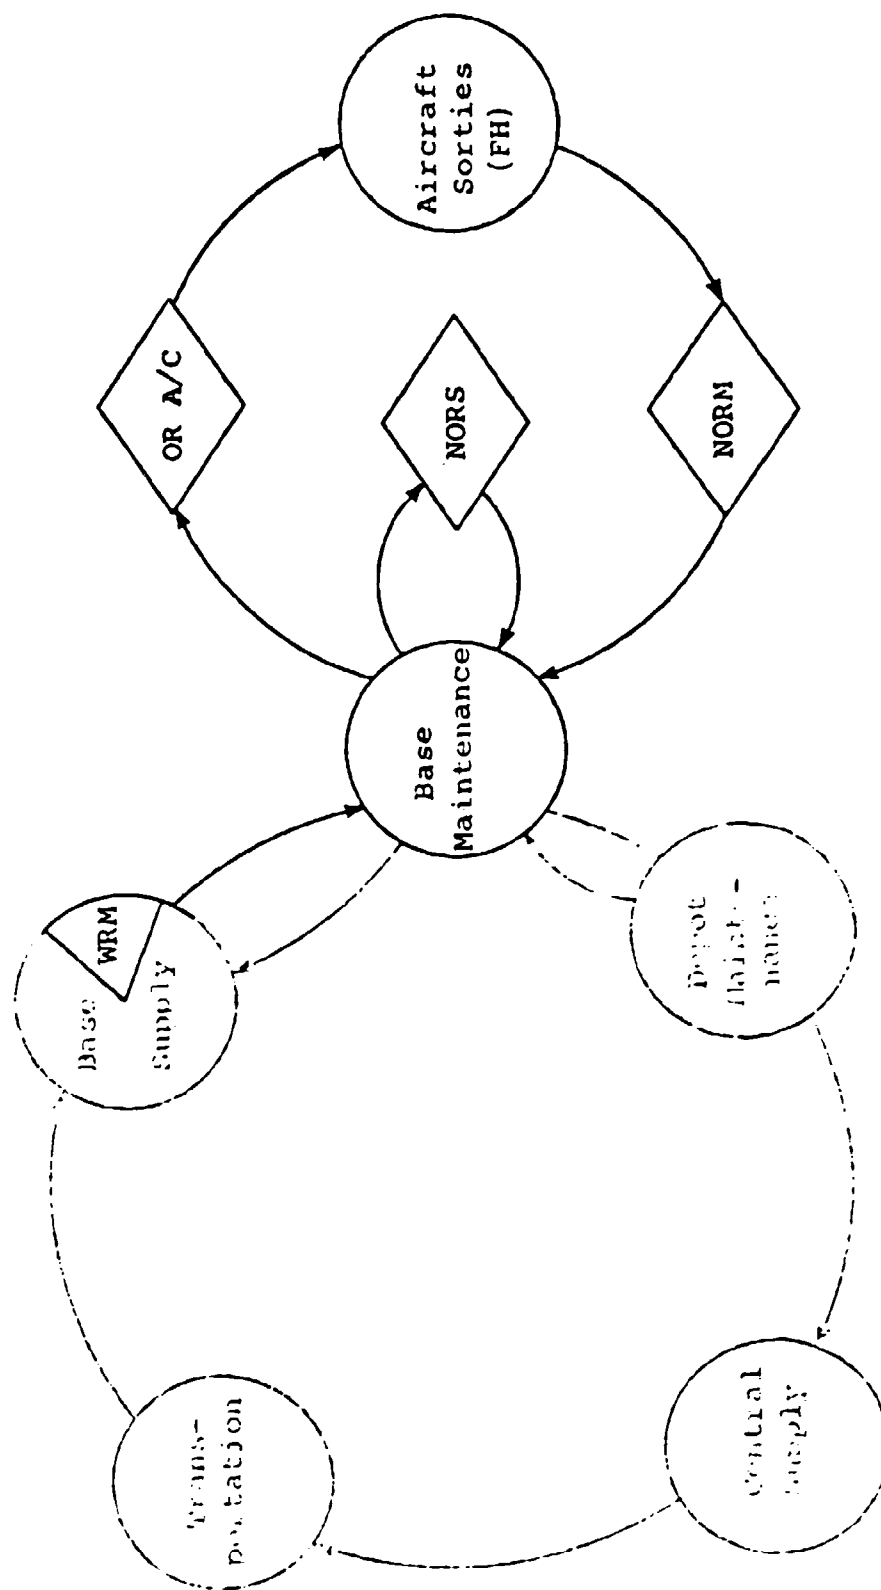 Aircraft
Sorties
(FH)
OR A/C
NORS
NORM
Base
Maintenance
WRM
Base
Supply
Depot
Mainte-
nance
Trans-
portation
Central
Supply